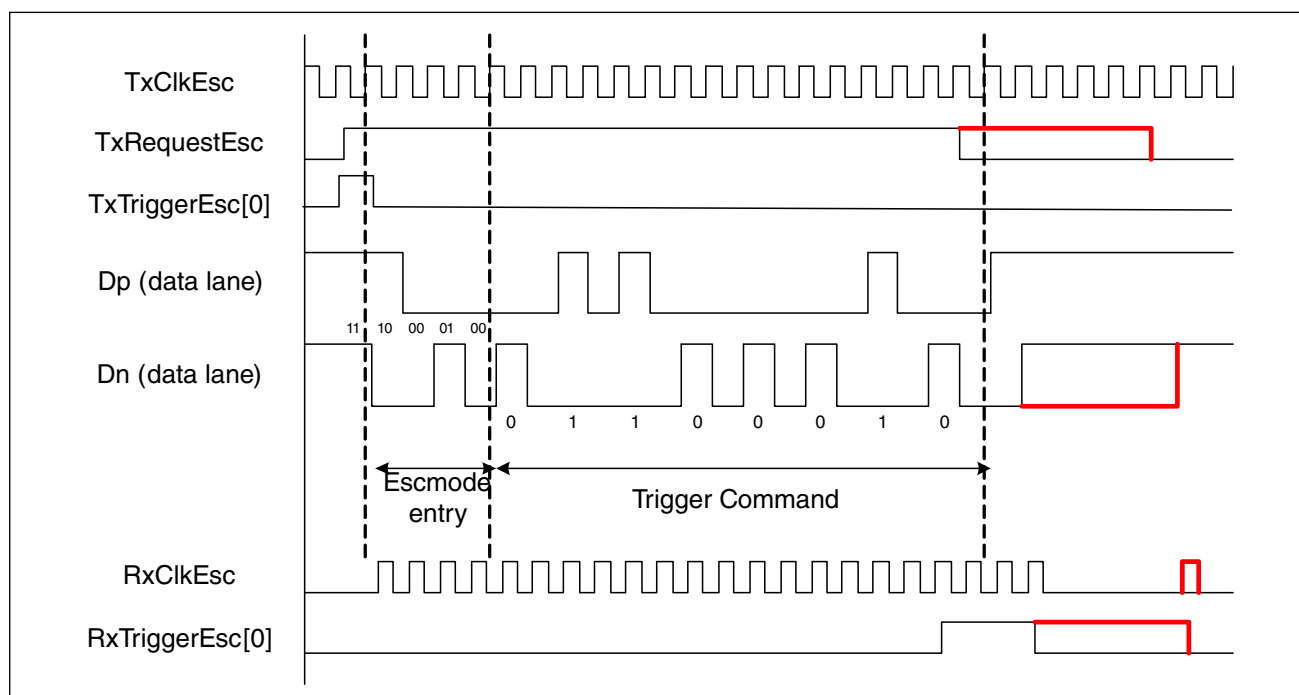 TxClkEsc
TxRequestEsc
TxTriggerEsc[0]
Dp (data lane)
11 10 00 01 00
Dn (data lane)
0 1 1 0 0 0 1 0
Escmode
entry
Trigger Command
RxClkEsc
RxTriggerEsc[0]